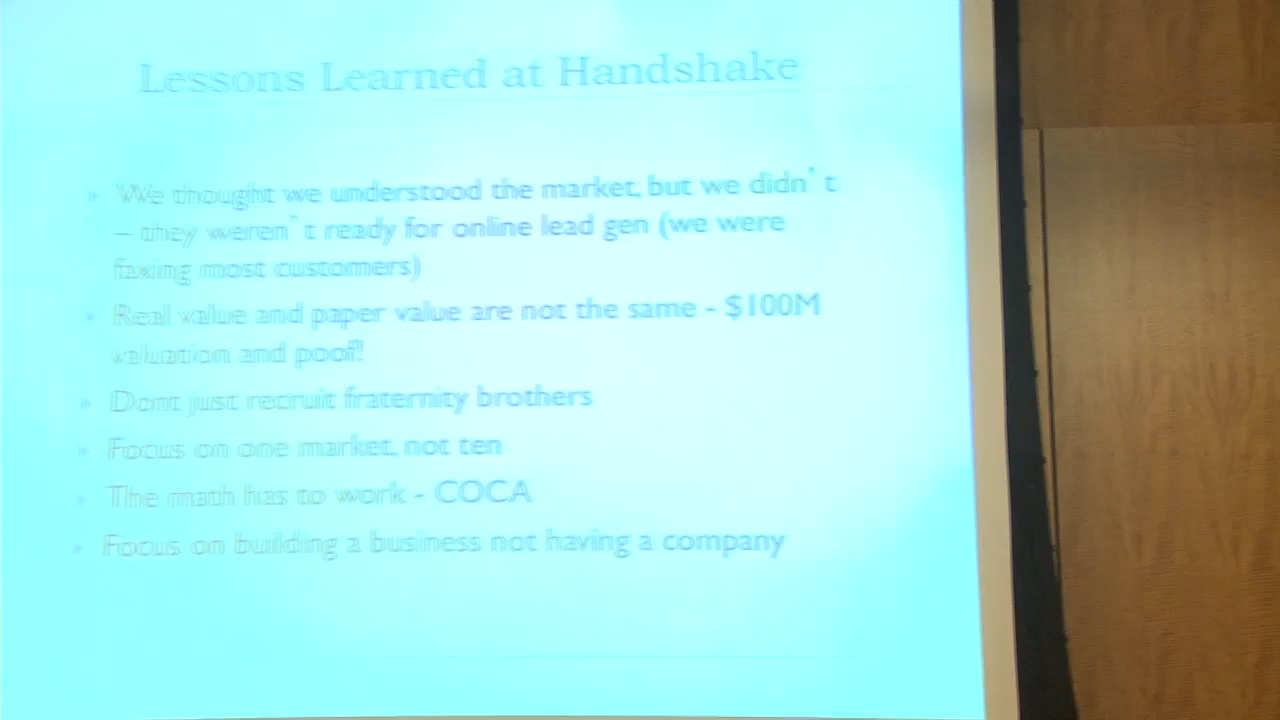 Lessons Learned at Handshake
» We thought we understood the market, but we didn't
– they weren't ready for online lead gen (we were
faxing most customers)
» Real value and paper value are not the same - $100M
valuation and poof!
» Dont just recruit fraternity brothers
» Focus on one market, not ten
» The math has to work - COCA
» Focus on building a business not having a company